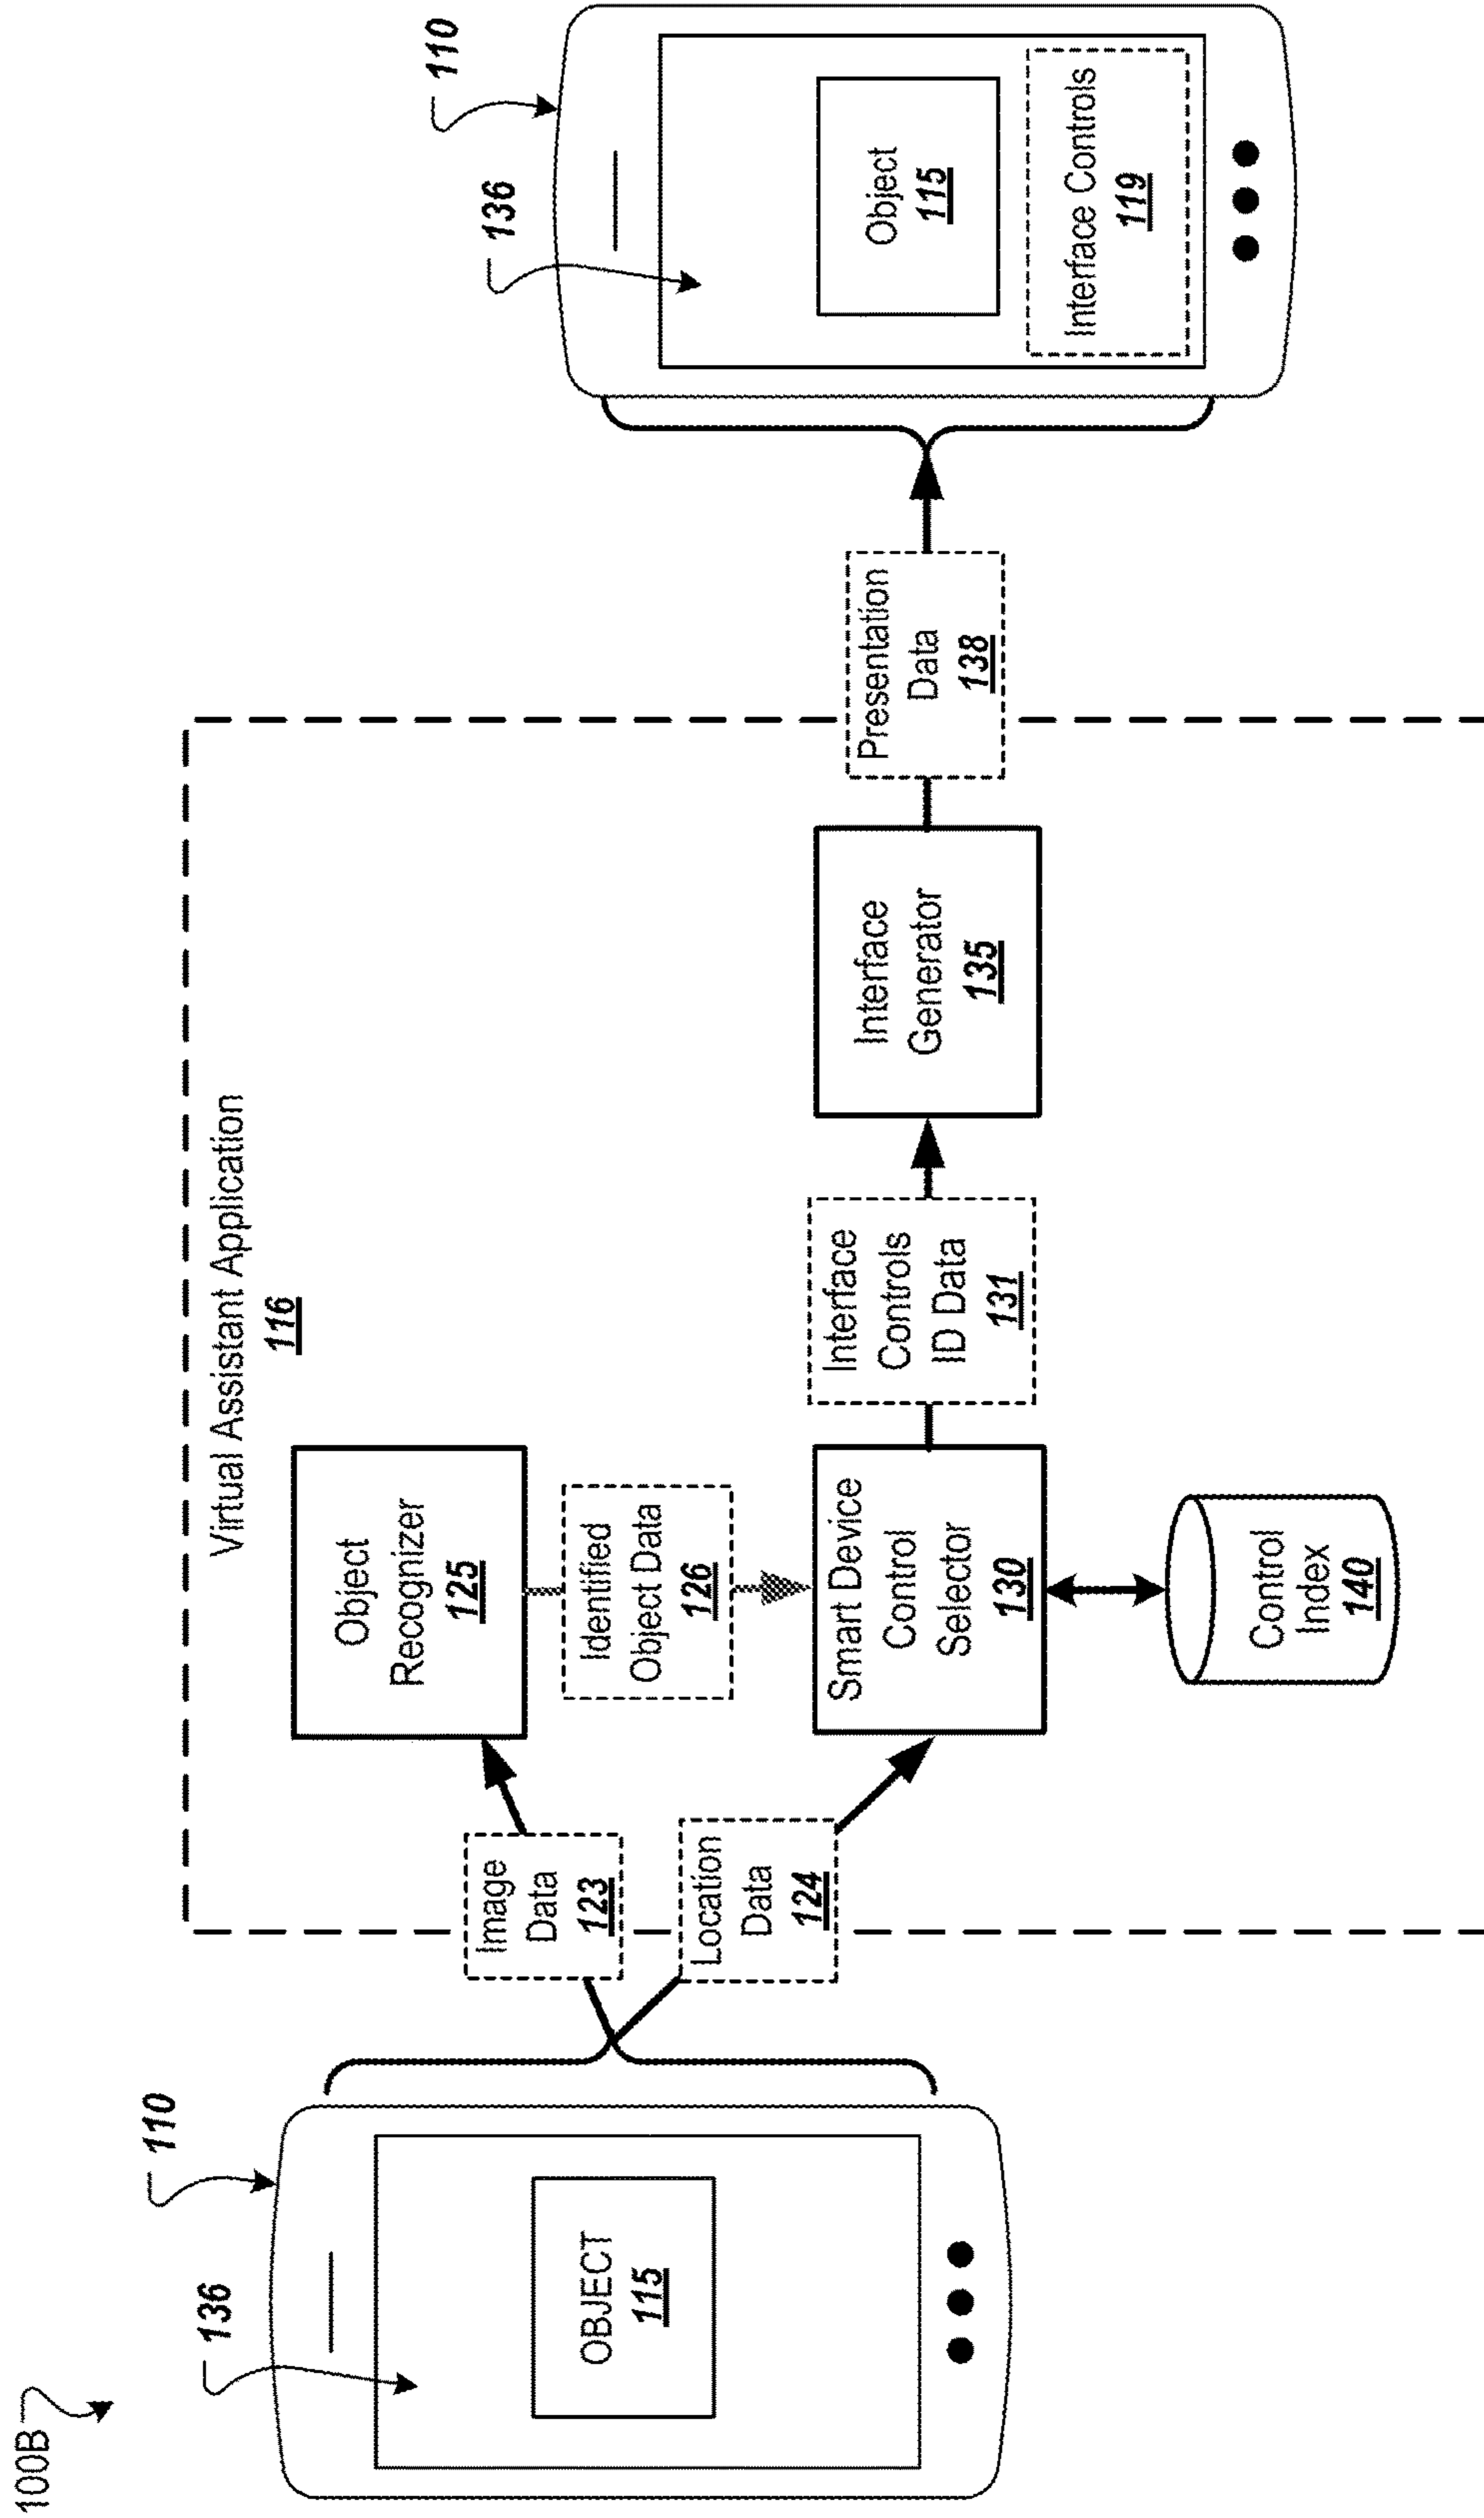 100B
136
110
OBJECT
115
Virtual Assistant Application
116
Image
Data
123
Location
Data
124
Object
Recognizer
125
Identified
Object Data
126
Smart Device
Control
Selector
130
Control
Index
140
Interface
Controls
ID Data
131
Interface
Generator
135
Presentation
Data
138
136
110
Object
115
Interface Controls
119